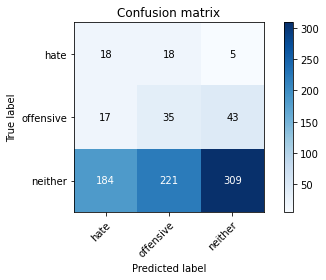 Confusion matrix
True label
hate
18
18
5
offensive
17
35
43
neither
184
221
309
hate
offensive
neither
Predicted label
300
250
200
150
100
50